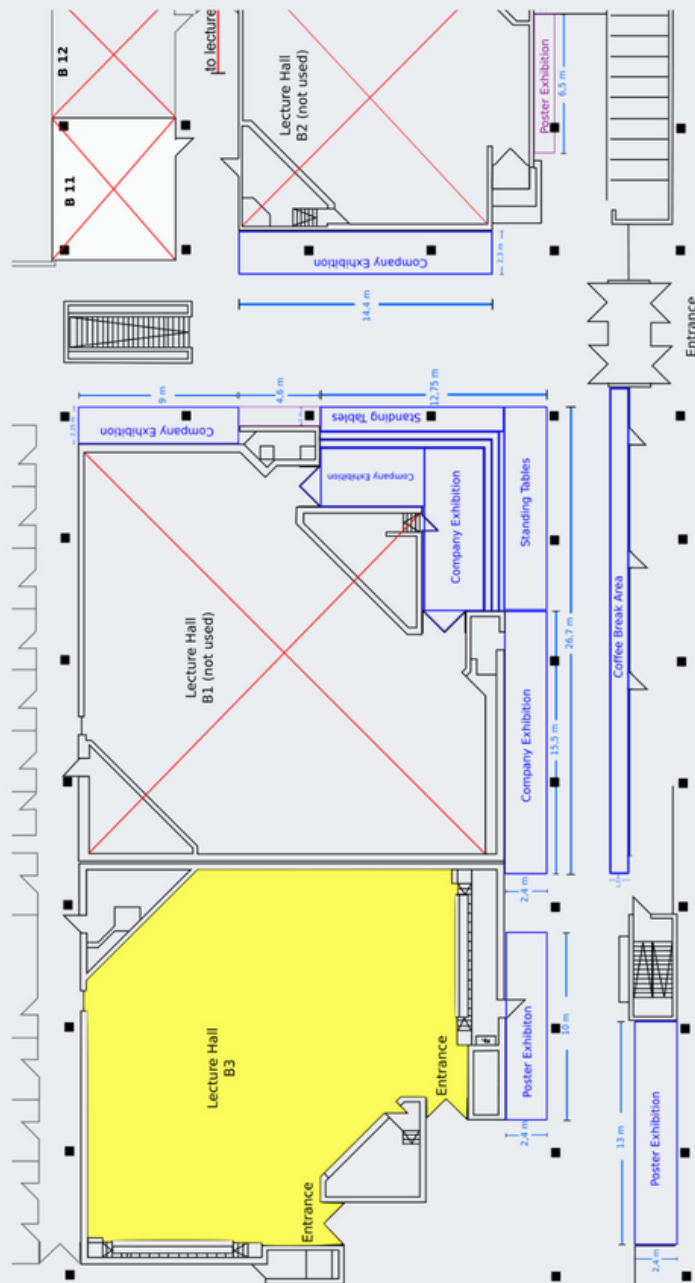 B 12
to lecture
B 11
Lecture Hall
B2 (not used)
Poster Exhibition
6,5 m
Company Exhibition
2,3 m
14,4 m
Entrance
9 m
4,6 m
12,75 m
2,25 m
Company Exhibition
Standing Tables
Company Exhibition
Company Exhibition
Standing Tables
Lecture Hall
B1 (not used)
Coffee Break Area
26,7 m
15,5 m
Company Exhibition
2,4 m
Lecture Hall
B3
Entrance
Poster Exhibiton
10 m
2,4 m
Entrance
13 m
Poster Exhibition
2,4 m